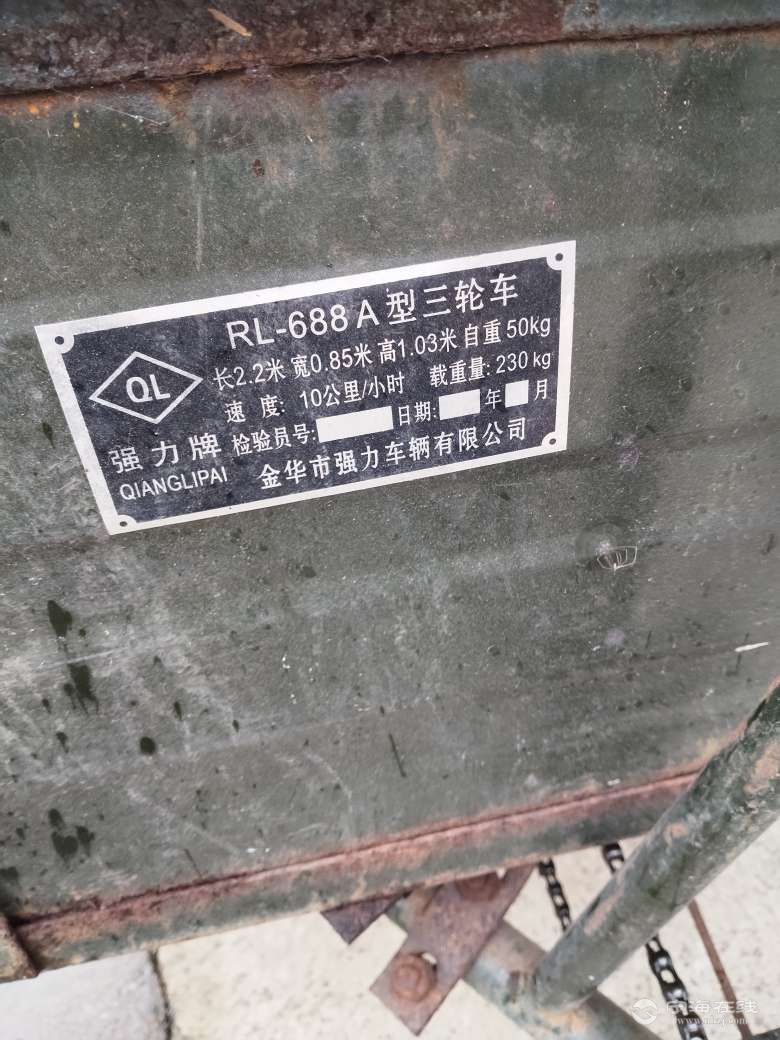 RL-688 A 型三轮车
长2.2米 宽0.85米 高1.03米 自重50kg
速 度: 10公里/小时 载重量: 230 kg
检验员号: 日期: 年 月
金华市强力车辆有限公司
QL
强力牌
QIANGLIPAI
在线